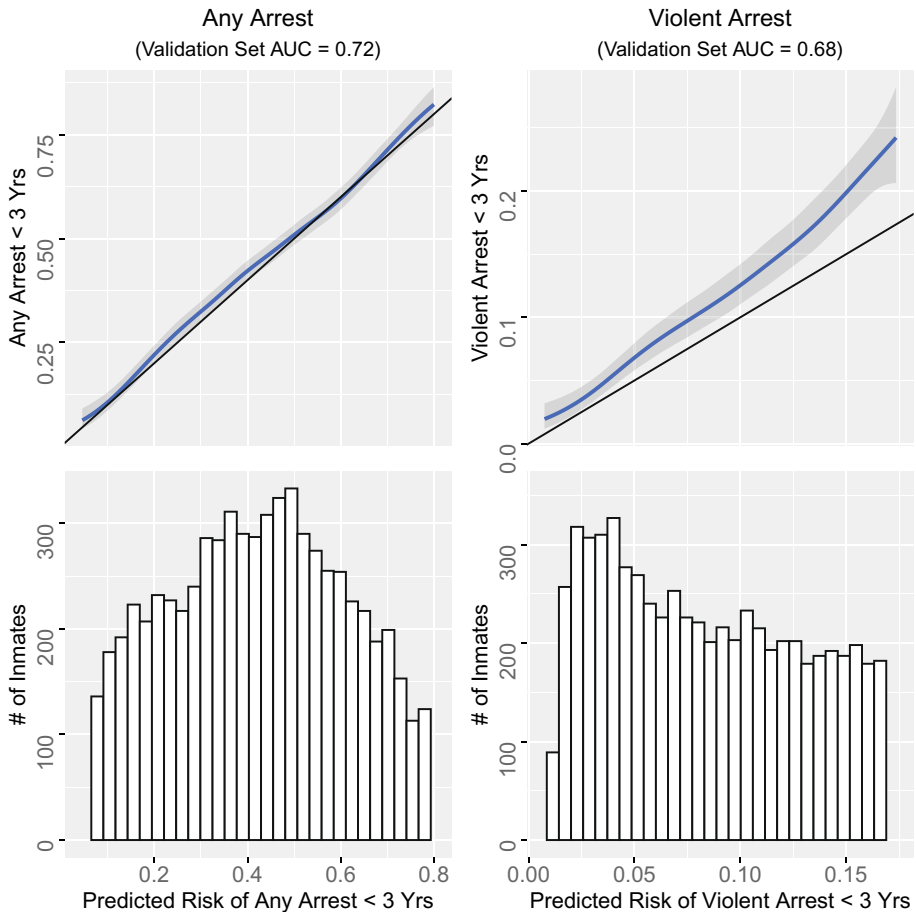 Any Arrest
(Validation Set AUC = 0.72)
Any Arrest < 3 Yrs
0.75
0.50
0.25
Violent Arrest
(Validation Set AUC = 0.68)
Violent Arrest < 3 Yrs
0.2
0.1
0.0
# of Inmates
300
200
100
0
0.2 0.4 0.6 0.8
Predicted Risk of Any Arrest < 3 Yrs
# of Inmates
300
200
100
0
0.00 0.05 0.10 0.15
Predicted Risk of Violent Arrest < 3 Yrs